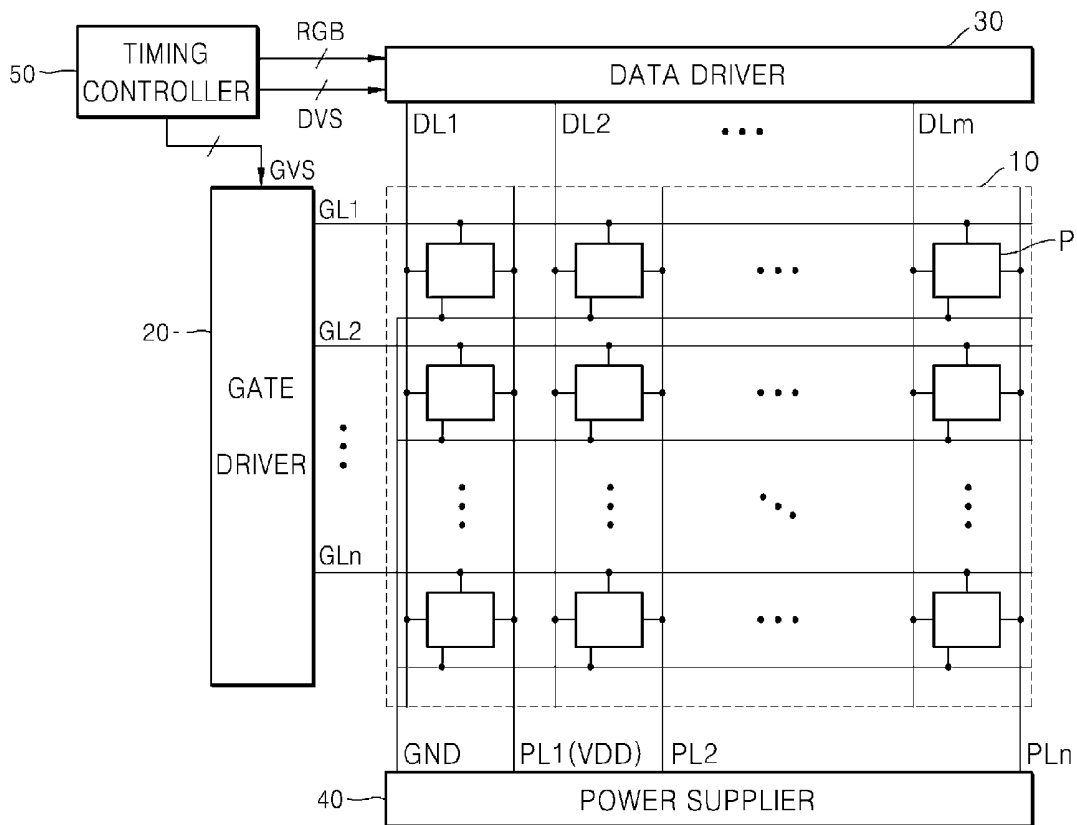 RGB
30
TIMING
CONTROLLER
50
DATA DRIVER
DVS
DL1
DL2
DLm
GVS
10
GL1
P
20
GL2
GATE
DRIVER
GLn
GND
PL1(VDD)
PL2
PLn
40
POWER SUPPLIER